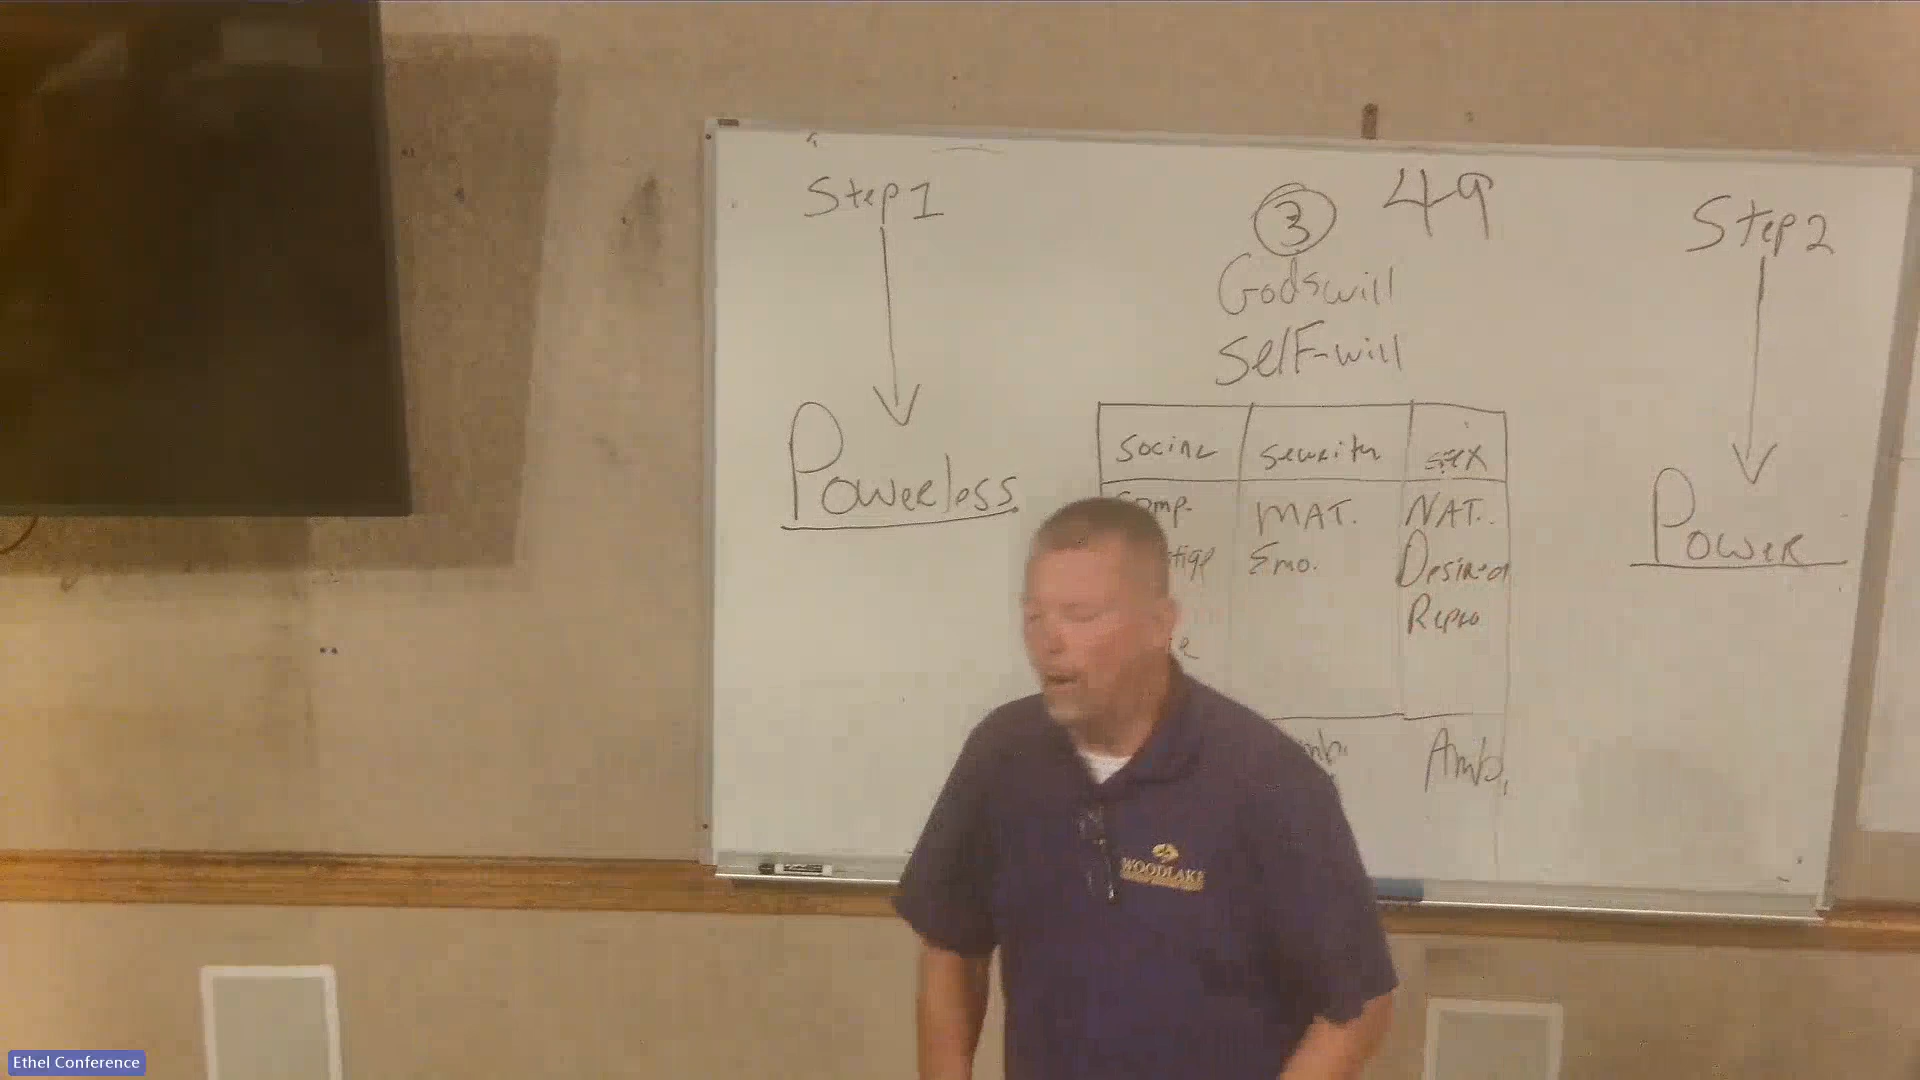 Step 1
3 49
Step 2
Godswill
Self-will
Social Security Sex
Powerless
MAT. NAT.
Emo. Desired
Power
Repro
Amb.
WOODLAKE
Ethel Conference